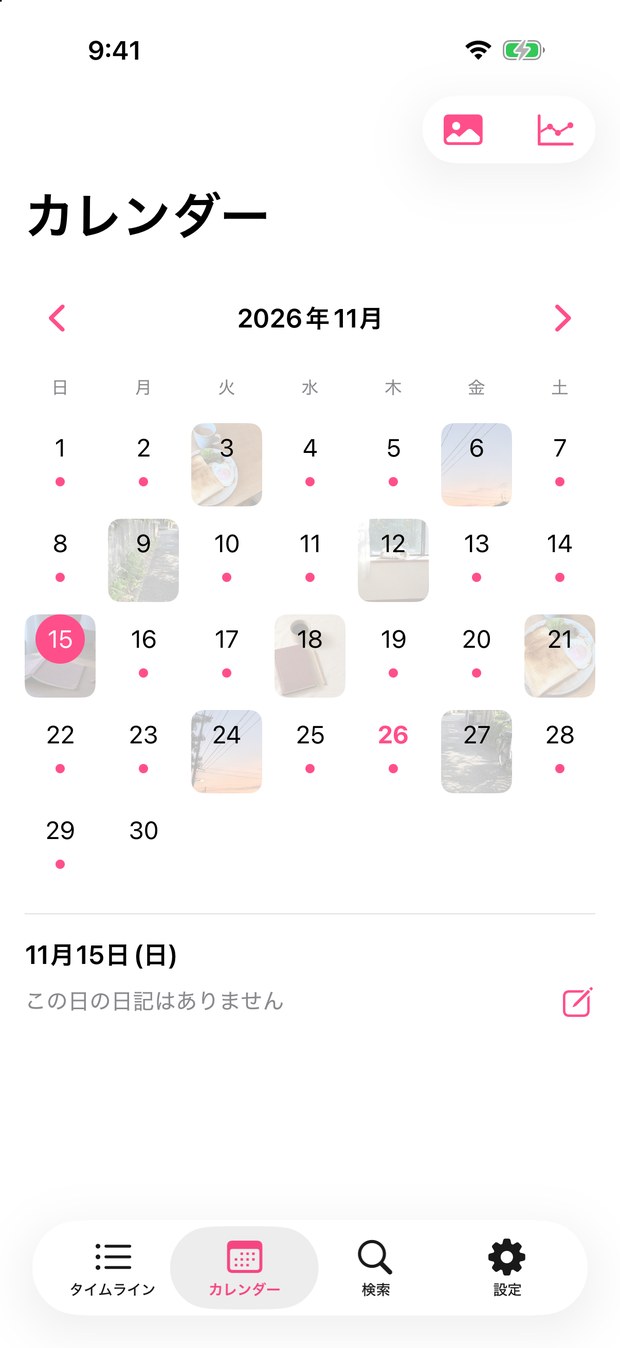 9:41
カレンダー
2026年11月
日 月 火 水 木 金 土
1 2 3 4 5 6 7
8 9 10 11 12 13 14
15 16 17 18 19 20 21
22 23 24 25 26 27 28
29 30
11月15日 (日)
この日の日記はありません
タイムライン カレンダー 検索 設定